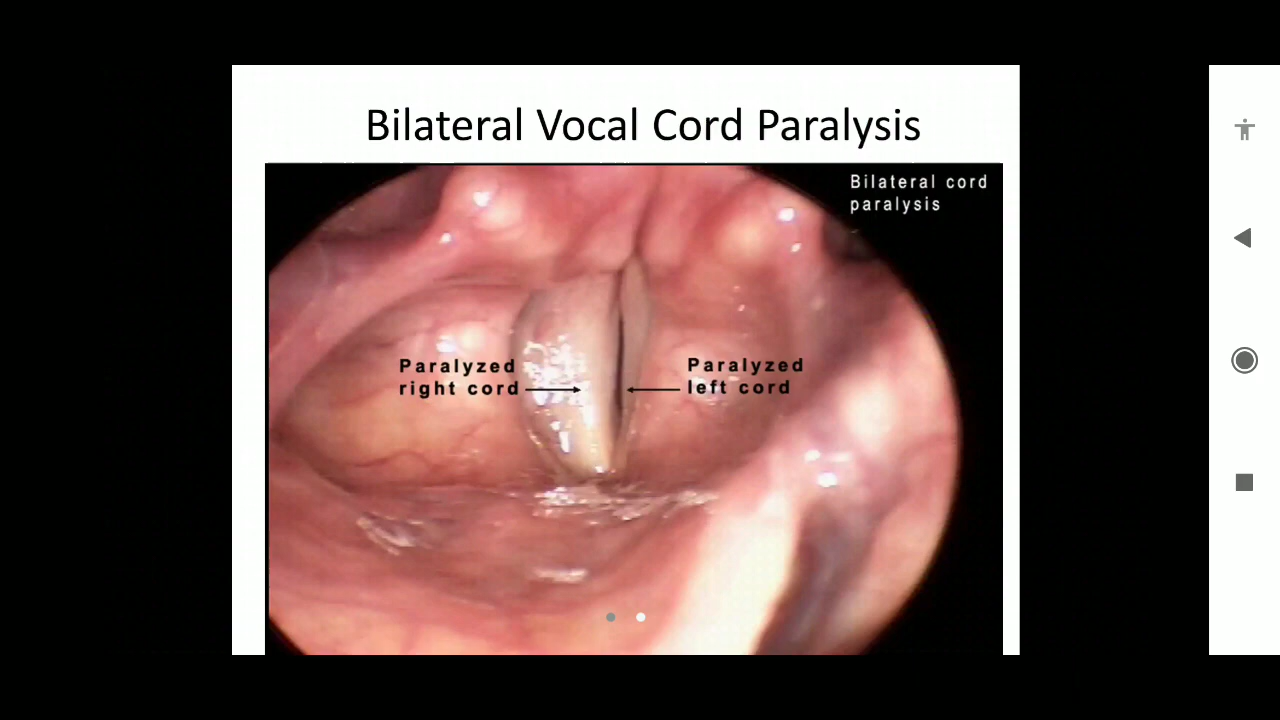 Bilateral Vocal Cord Paralysis
Bilateral cord
paralysis
Paralyzed
right cord
Paralyzed
left cord